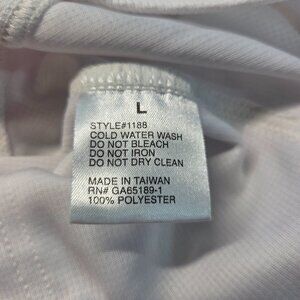 L
STYLE#1188
COLD WATER WASH
DO NOT BLEACH
DO NOT IRON
DO NOT DRY CLEAN
MADE IN TAIWAN
RN# GA65189-1
100% POLYESTER